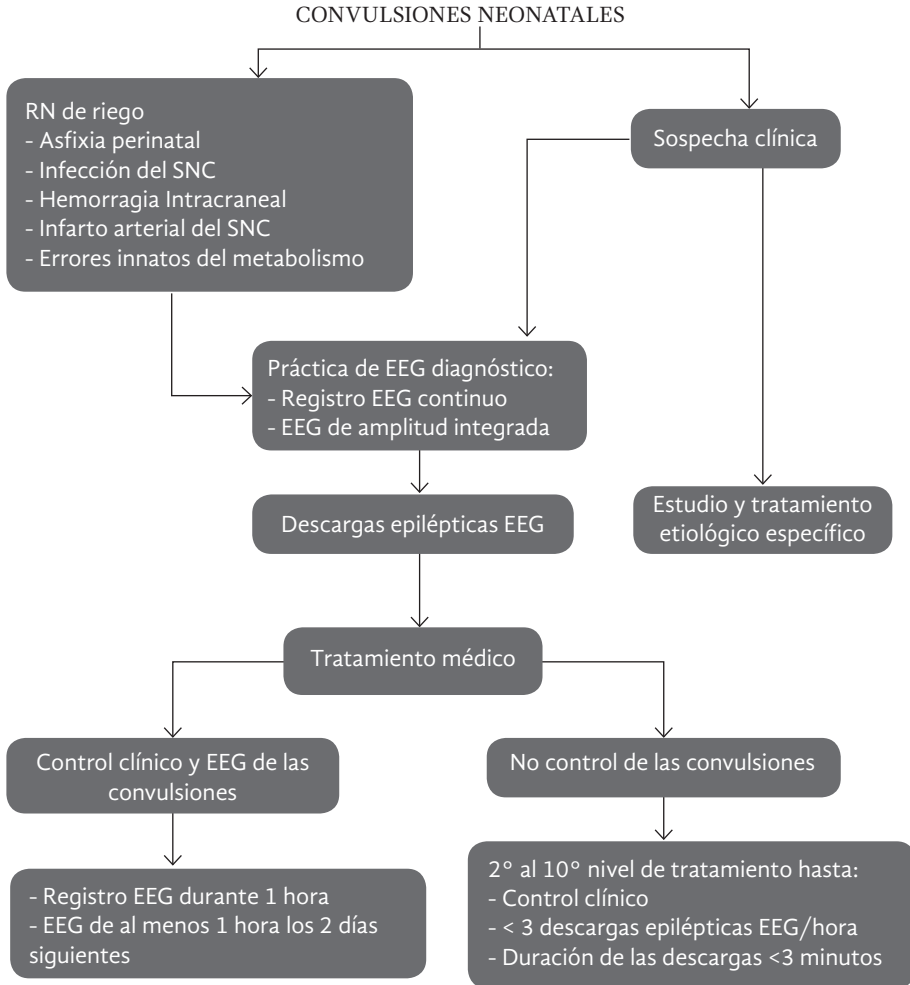 CONVULSIONES NEONATALES
RN de riego
- Asfixia perinatal
- Infección del SNC
- Hemorragia Intracraneal
- Infarto arterial del SNC
- Errores innatos del metabolismo
Sospecha clínica
Práctica de EEG diagnóstico:
- Registro EEG continuo
- EEG de amplitud integrada
Estudio y tratamiento
etiológico específico
Descargas epilépticas EEG
Tratamiento médico
Control clínico y EEG de las
convulsiones
No control de las convulsiones
- Registro EEG durante 1 hora
- EEG de al menos 1 hora los 2 días
siguientes
2° al 10° nivel de tratamiento hasta:
- Control clínico
- < 3 descargas epilépticas EEG/hora
- Duración de las descargas <3 minutos